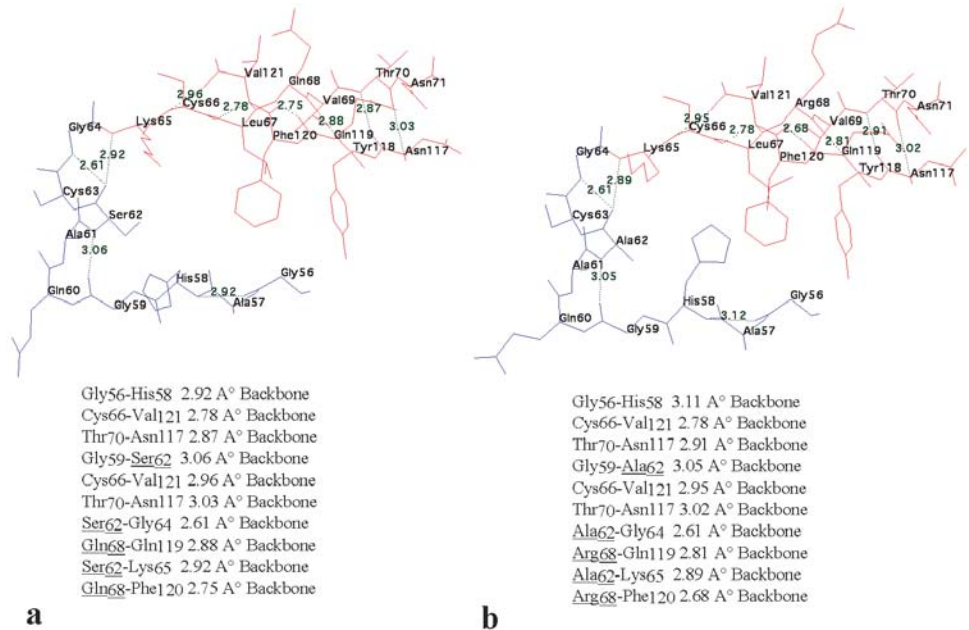 Val121
Gln68
Thr70
Asn71
2.96
Cys66
2.78
2.75
Val69
2.87
Gly64
Lys65
Leu67
2.88
Phe120
Gln119
3.03
2.92
Tyr118
Asn117
2.61
Cys63
Ser62
Ala61
3.06
His58
Gly56
2.92
Gln60
Gly59
Ala57
Gly56-His58 2.92 A° Backbone
Cys66-Val121 2.78 A° Backbone
Thr70-Asn117 2.87 A° Backbone
Gly59-Ser62 3.06 A° Backbone
Cys66-Val121 2.96 A° Backbone
Thr70-Asn117 3.03 A° Backbone
Ser62-Gly64 2.61 A° Backbone
Gln68-Gln119 2.88 A° Backbone
Ser62-Lys65 2.92 A° Backbone
Gln68-Phe120 2.75 A° Backbone
a
Val121
Thr70
Arg68
Asn71
2.95
Cys66
2.78
2.68
Val69
2.91
Gly64
Lys65
Leu67
2.81
Phe120
Gln119
3.02
2.89
Tyr118
Asn117
2.61
Cys63
Ala62
Ala61
3.05
His58
Gly56
3.12
Gln60
Gly59
Ala57
Gly56-His58 3.11 A° Backbone
Cys66-Val121 2.78 A° Backbone
Thr70-Asn117 2.91 A° Backbone
Gly59-Ala62 3.05 A° Backbone
Cys66-Val121 2.95 A° Backbone
Thr70-Asn117 3.02 A° Backbone
Ala62-Gly64 2.61 A° Backbone
Arg68-Gln119 2.81 A° Backbone
Ala62-Lys65 2.89 A° Backbone
Arg68-Phe120 2.68 A° Backbone
b